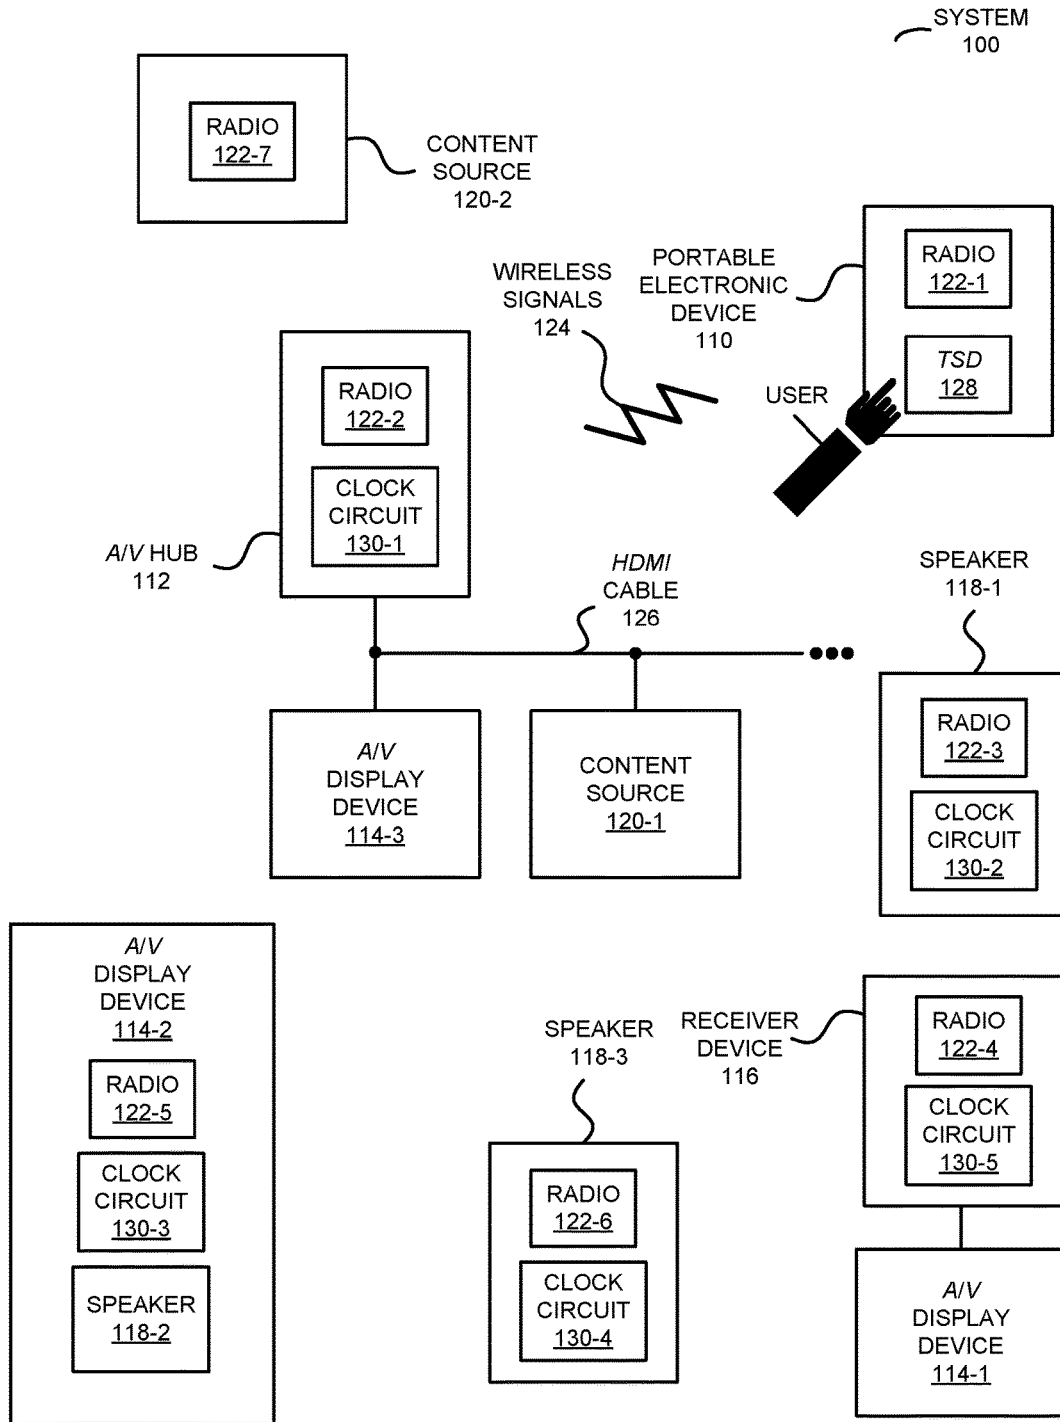 SYSTEM
100
RADIO
122-7
CONTENT
SOURCE
120-2
WIRELESS
SIGNALS
124
PORTABLE
ELECTRONIC
DEVICE
110
RADIO
122-1
TSD
128
USER
RADIO
122-2
CLOCK
CIRCUIT
130-1
A/V HUB
112
HDMI
CABLE
126
SPEAKER
118-1
RADIO
122-3
CLOCK
CIRCUIT
130-2
A/V
DISPLAY
DEVICE
114-3
CONTENT
SOURCE
120-1
A/V
DISPLAY
DEVICE
114-2
RADIO
122-5
CLOCK
CIRCUIT
130-3
SPEAKER
118-2
SPEAKER
118-3
RADIO
122-6
CLOCK
CIRCUIT
130-4
RECEIVER
DEVICE
116
RADIO
122-4
CLOCK
CIRCUIT
130-5
A/V
DISPLAY
DEVICE
114-1